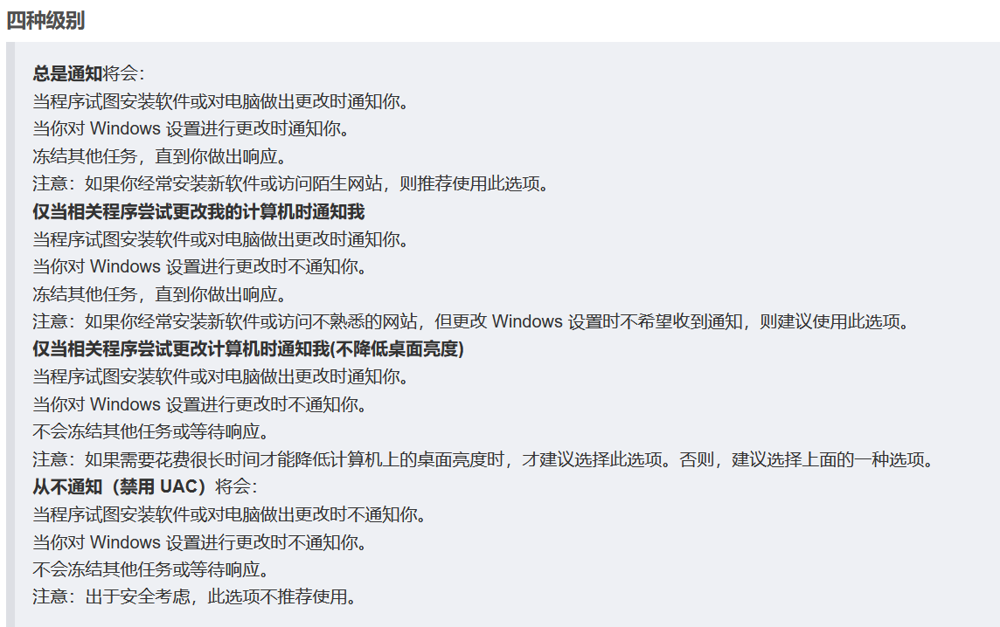 四种级别
总是通知将会：
当程序试图安装软件或对电脑做出更改时通知你。
当你对 Windows 设置进行更改时通知你。
冻结其他任务，直到你做出响应。
注意：如果你经常安装新软件或访问陌生网站，则推荐使用此选项。
仅当相关程序尝试更改我的计算机时通知我
当程序试图安装软件或对电脑做出更改时通知你。
当你对 Windows 设置进行更改时不通知你。
冻结其他任务，直到你做出响应。
注意：如果你经常安装新软件或访问不熟悉的网站，但更改 Windows 设置时不希望收到通知，则建议使用此选项。
仅当相关程序尝试更改计算机时通知我(不降低桌面亮度)
当程序试图安装软件或对电脑做出更改时通知你。
当你对 Windows 设置进行更改时不通知你。
不会冻结其他任务或等待响应。
注意：如果需要花费很长时间才能降低计算机上的桌面亮度时，才建议选择此选项。否则，建议选择上面的一种选项。
从不通知（禁用 UAC）将会：
当程序试图安装软件或对电脑做出更改时不通知你。
当你对 Windows 设置进行更改时不通知你。
不会冻结其他任务或等待响应。
注意：出于安全考虑，此选项不推荐使用。